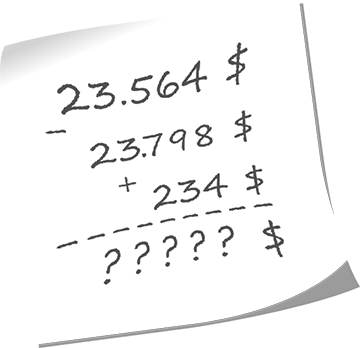 23.564 $
−
23.798 $
+ 234 $
– – – – – – – –
????? $